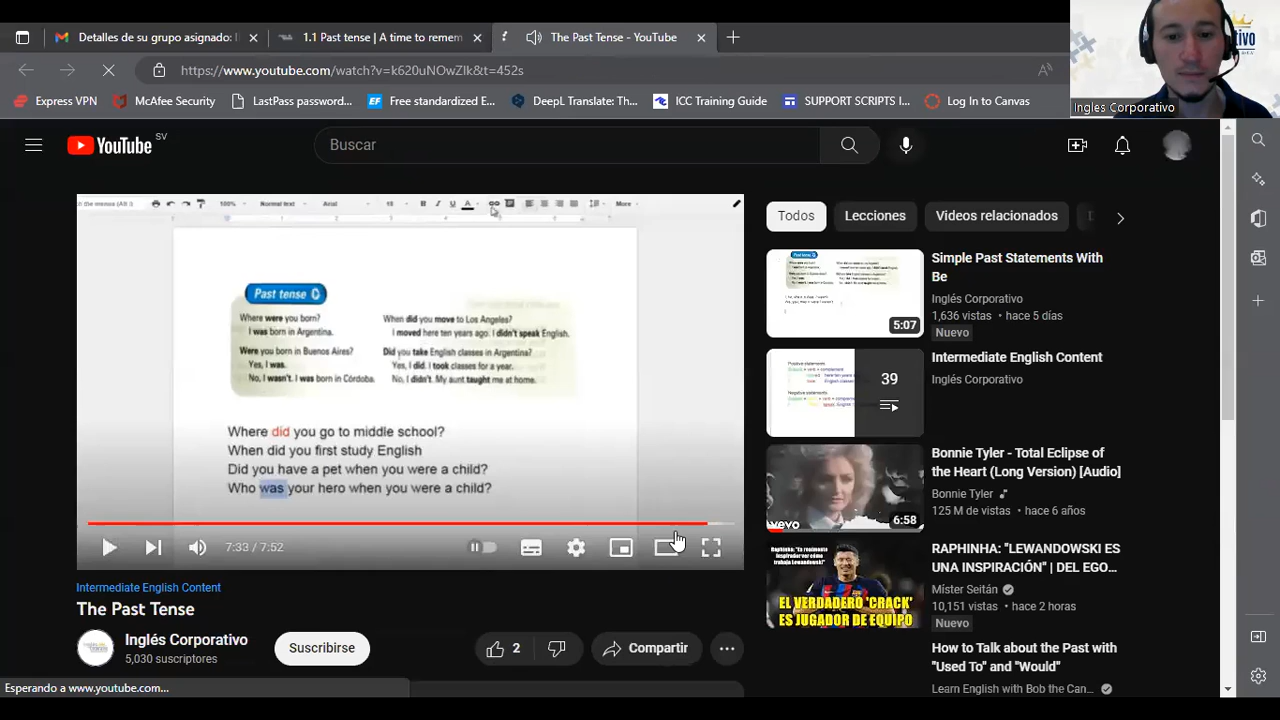 Detalles de su grupo asignado: I
1.1 Past tense | A time to remem
The Past Tense - YouTube
https://www.youtube.com/watch?v=k620uNOwZIk&t=452s
Express VPN
McAfee Security
LastPass password...
Free standardized E...
DeepL Translate: Th...
ICC Training Guide
SUPPORT SCRIPTS I...
Log In to Canvas
Ingles Corporativo
YouTube SV
Buscar
100%
Normal text
Arial
18
B I U A
More
Past tense
Where were you born?
I was born in Argentina.
Were you born in Buenos Aires?
Yes, I was.
No, I wasn't. I was born in Córdoba.
When did you move to Los Angeles?
I moved here ten years ago. I didn't speak English.
Did you take English classes in Argentina?
Yes, I did. I took classes for a year.
No, I didn't. My aunt taught me at home.
Where did you go to middle school?
When did you first study English
Did you have a pet when you were a child?
Who was your hero when you were a child?
7:33 / 7:52
Intermediate English Content
The Past Tense
Inglés Corporativo
5,030 suscriptores
Suscribirse
2
Compartir
Todos
Lecciones
Videos relacionados
5:07
Simple Past Statements With
Be
Inglés Corporativo
1,636 vistas • hace 5 días
Nuevo
39
Intermediate English Content
Inglés Corporativo
vevo
6:58
Bonnie Tyler - Total Eclipse of
the Heart (Long Version) [Audio]
Bonnie Tyler
125 M de vistas • hace 6 años
EL VERDADERO 'CRACK'
ES JUGADOR DE EQUIPO
RAPHINHA: "LEWANDOWSKI ES
UNA INSPIRACIÓN" | DEL EGO...
Míster Seitán
10,151 vistas • hace 2 horas
Nuevo
How to Talk about the Past with
"Used To" and "Would"
Learn English with Bob the Can...
Esperando a www.youtube.com...